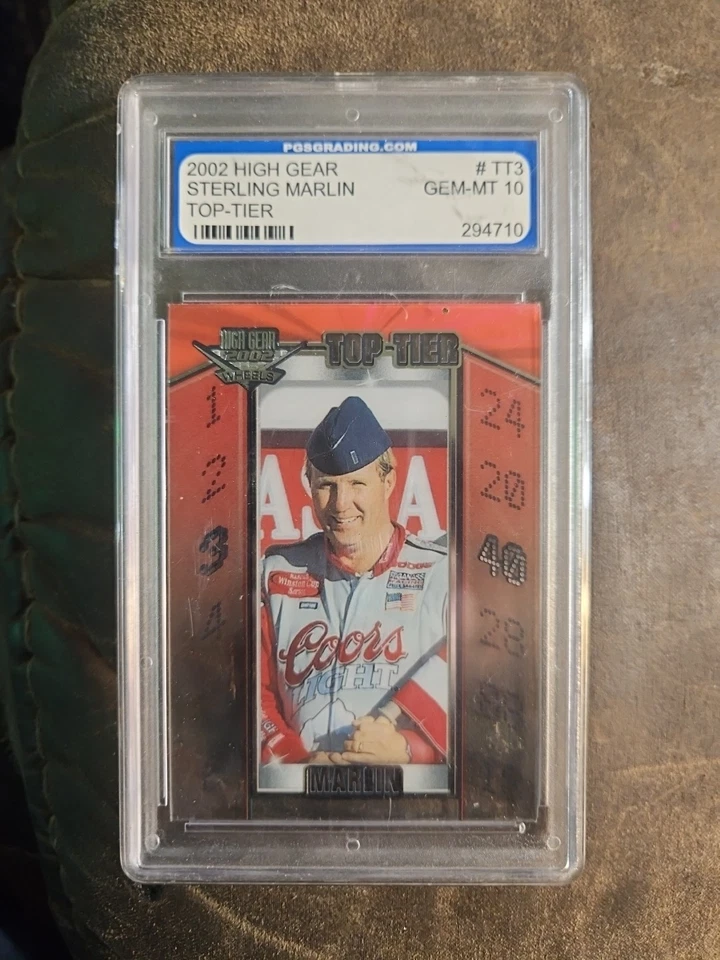 PGSGRADING.COM
2002 HIGH GEAR # TT3
STERLING MARLIN GEM-MT 10
TOP-TIER
294710
HIGH GEAR
2002
WHEELS
TOP-TIER
1 24
2 20
3 40
4 28
Coors
LIGHT
MARLIN